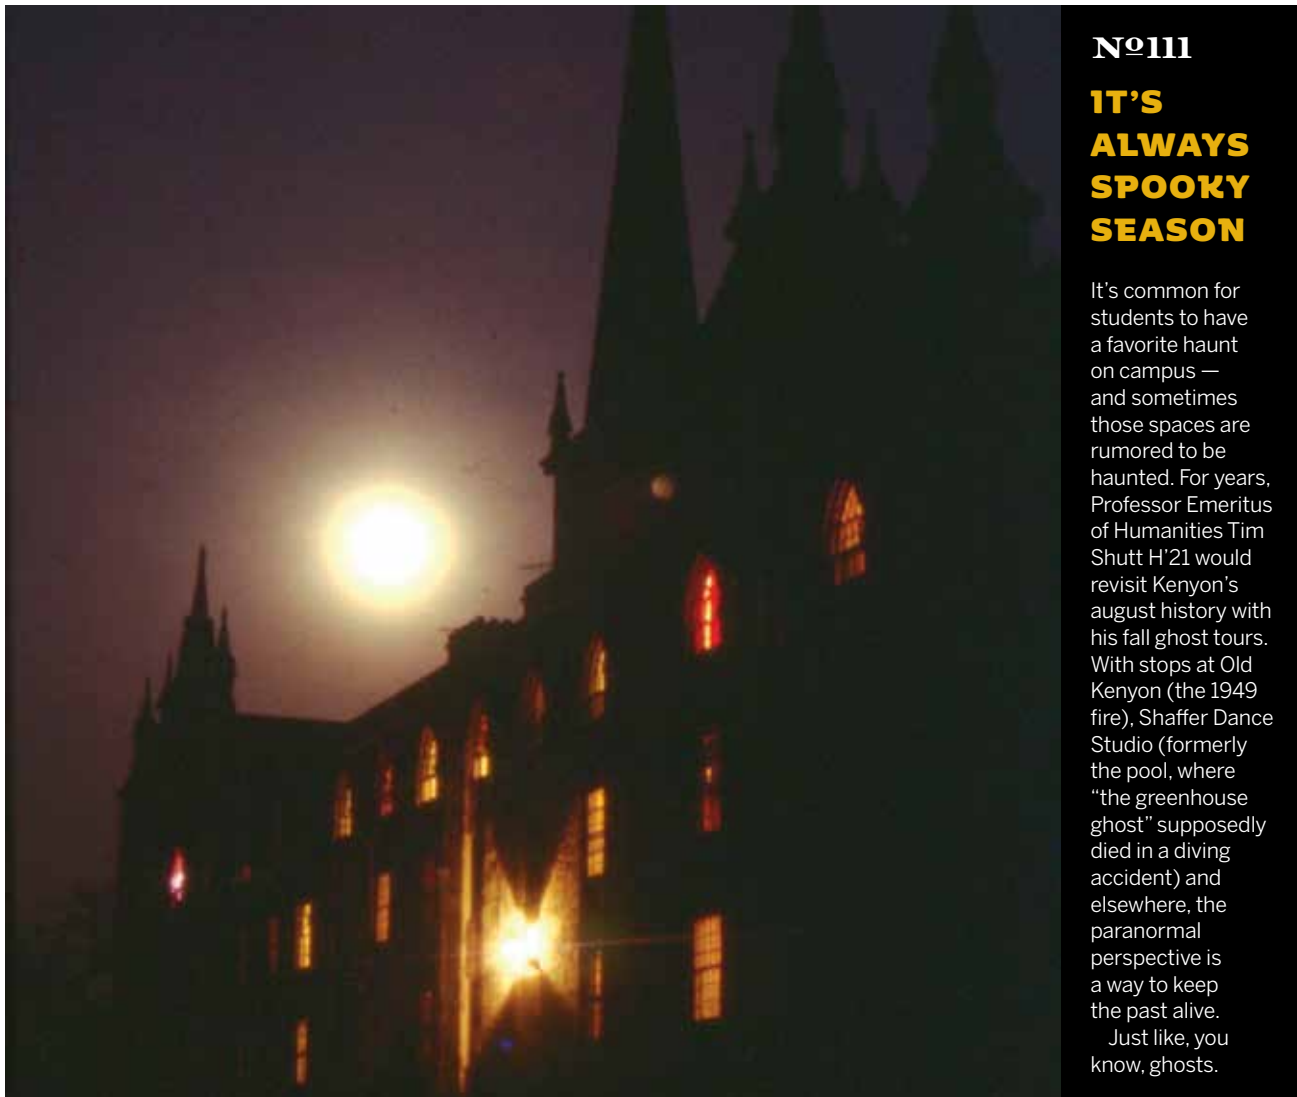 Nº111
IT’S
ALWAYS
SPOOKY
SEASON
It’s common for
students to have
a favorite haunt
on campus —
and sometimes
those spaces are
rumored to be
haunted. For years,
Professor Emeritus
of Humanities Tim
Shutt H’21 would
revisit Kenyon’s
august history with
his fall ghost tours.
With stops at Old
Kenyon (the 1949
fire), Shaffer Dance
Studio (formerly
the pool, where
“the greenhouse
ghost” supposedly
died in a diving
accident) and
elsewhere, the
paranormal
perspective is
a way to keep
the past alive.
Just like, you
know, ghosts.